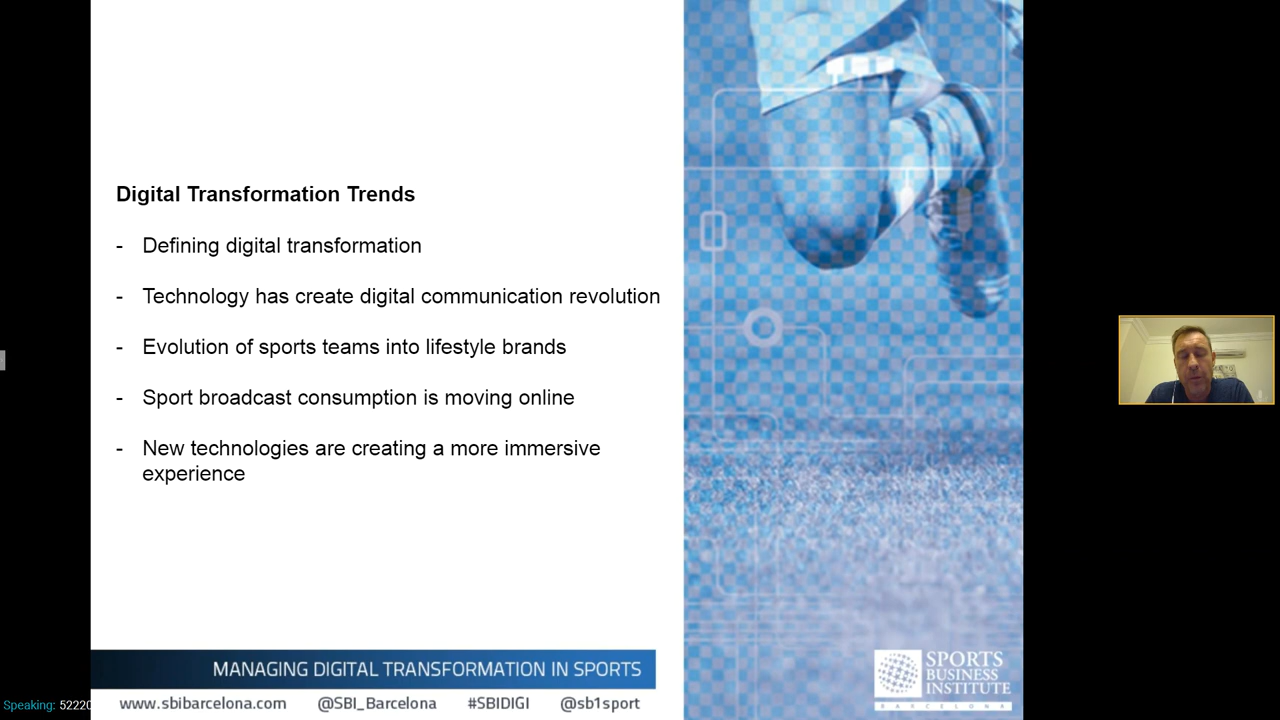 Digital Transformation Trends
- Defining digital transformation
- Technology has create digital communication revolution
- Evolution of sports teams into lifestyle brands
- Sport broadcast consumption is moving online
- New technologies are creating a more immersive
experience
MANAGING DIGITAL TRANSFORMATION IN SPORTS
www.sbibarcelona.com @SBI_Barcelona #SBIDIGI @sb1sport
SPORTS
BUSINESS
INSTITUTE
BARCELONA
Speaking: 52220